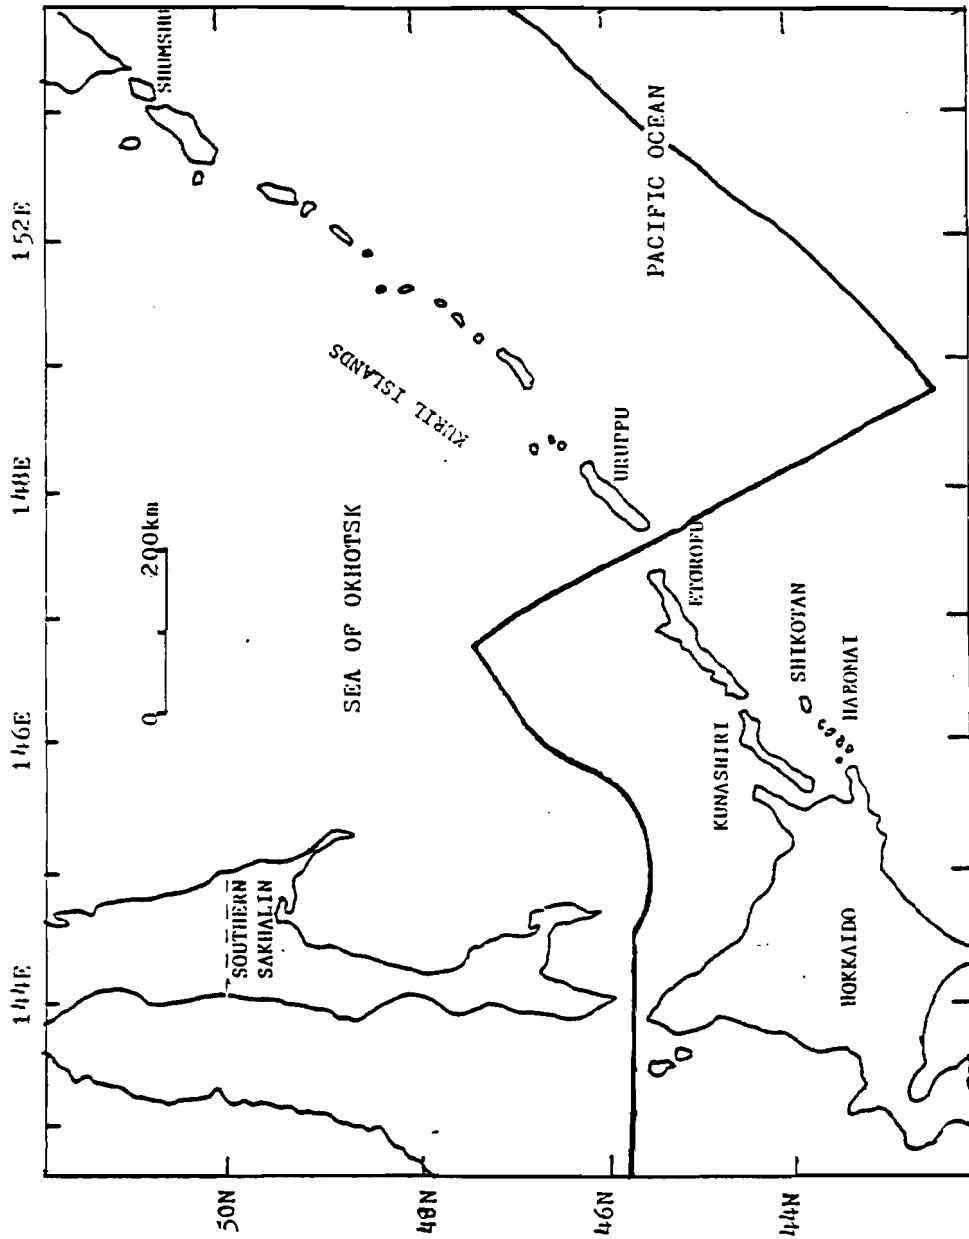 144E
146E
148E
152E
50N
48N
46N
44N
0
200km
SHUMSHU
KURIL ISLANDS
SEA OF OKHOTSK
PACIFIC OCEAN
URUPPU
ETOROFU
SHIKOTAN
HABOMAI
KUNASHIRI
SOUTHERN
SAKHALIN
HOKKAIDO